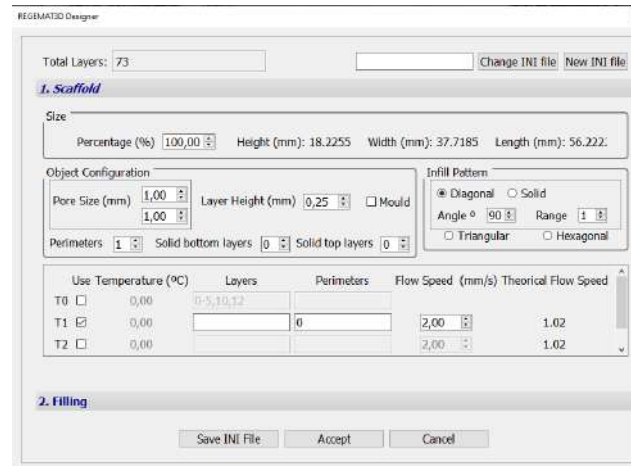 REGEMAT3D Designer
Total Layers: 73
Change INI file New INI file
1. Scaffold
Size
Percentage (%) 100,00 Height (mm): 18.2255 Width (mm): 37.7185 Length (mm): 56.222.
Object Configuration
Pore Size (mm) 1,00
1,00
Layer Height (mm) 0,25 Mould
Perimeters 1 Solid bottom layers 0 Solid top layers 0
Infill Pattern
Diagonal Solid
Angle º 90 Range 1
Triangular Hexagonal
Use Temperature (ºC) Layers Perimeters Flow Speed (mm/s) Theorical Flow Speed
T0 0,00 0-5,10,12
T1 0,00 0 2,00 1.02
T2 0,00 2,00 1.02
2. Filling
Save INI File Accept Cancel